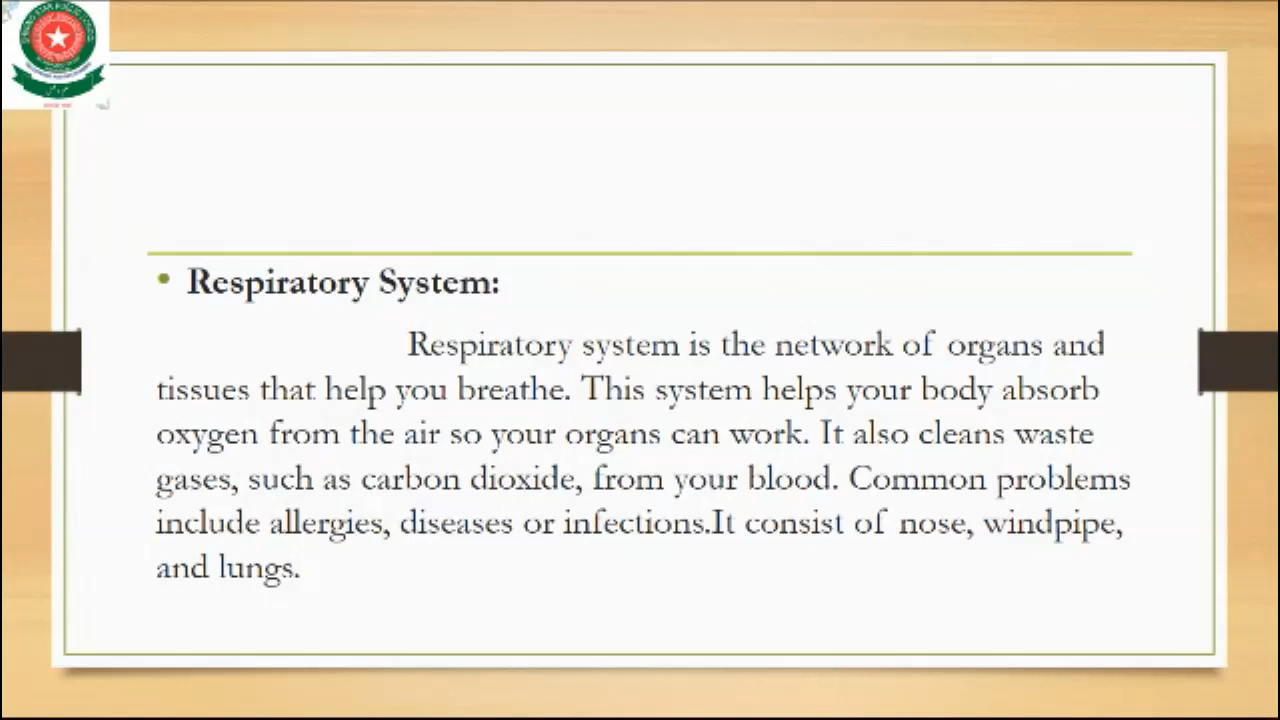 • Respiratory System:
Respiratory system is the network of organs and
tissues that help you breathe. This system helps your body absorb
oxygen from the air so your organs can work. It also cleans waste
gases, such as carbon dioxide, from your blood. Common problems
include allergies, diseases or infections.It consist of nose, windpipe,
and lungs.